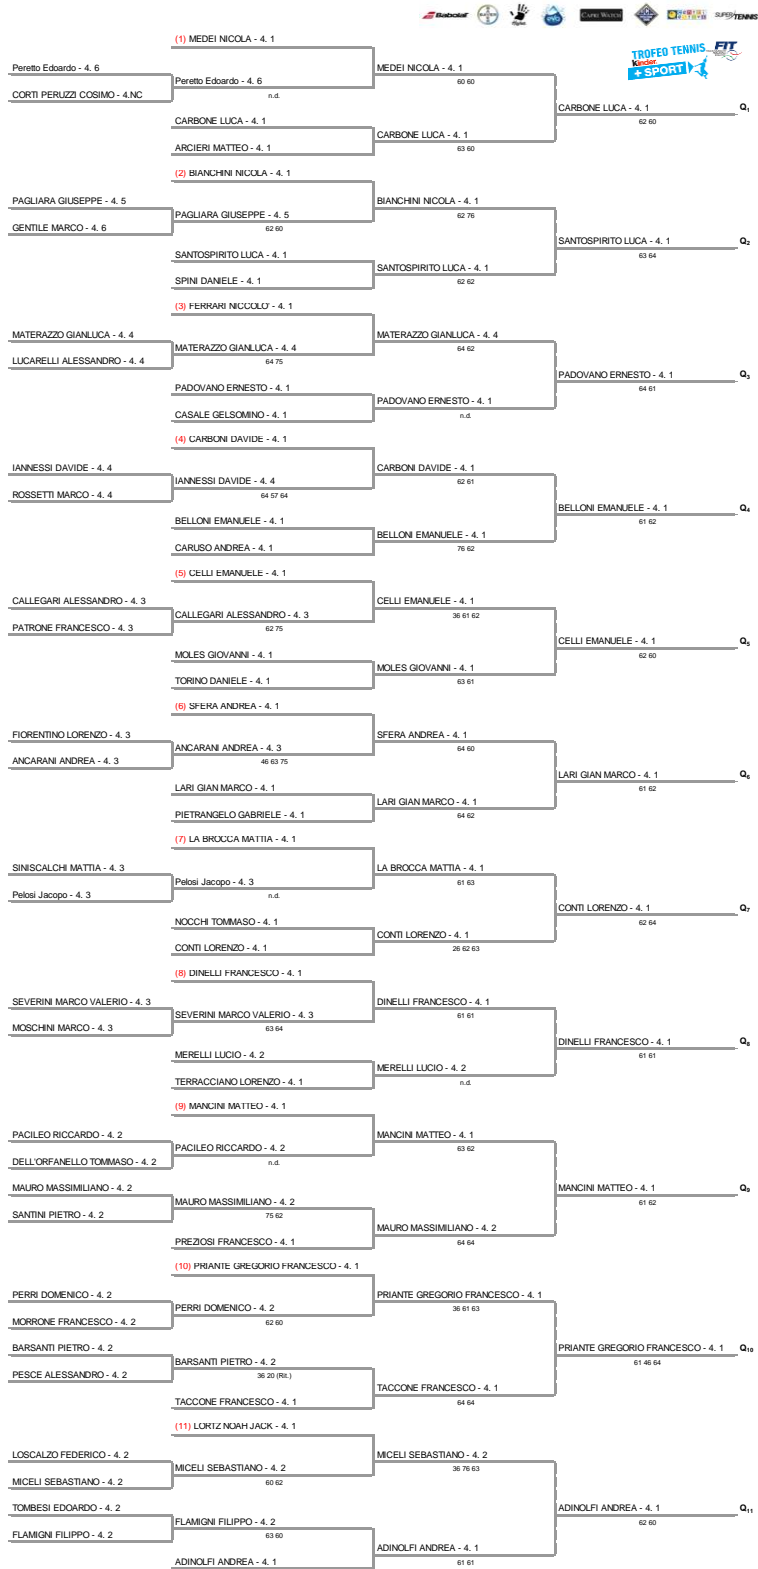 Babolat
BAYER
CAPRI WATCH
SUPER TENNIS
TROFEO TENNIS
Kinder
+ SPORT
FIT
(1) MEDEI NICOLA - 4. 1
Peretto Edoardo - 4. 6
MEDEI NICOLA - 4. 1
Peretto Edoardo - 4. 6
60 60
CORTI PERUZZI COSIMO - 4.NC
n.d.
CARBONE LUCA - 4. 1
Q1
CARBONE LUCA - 4. 1
62 60
CARBONE LUCA - 4. 1
ARCIERI MATTEO - 4. 1
63 60
(2) BIANCHINI NICOLA - 4. 1
PAGLIARA GIUSEPPE - 4. 5
BIANCHINI NICOLA - 4. 1
PAGLIARA GIUSEPPE - 4. 5
62 76
GENTILE MARCO - 4. 6
62 60
SANTOSPIRITO LUCA - 4. 1
Q2
SANTOSPIRITO LUCA - 4. 1
63 64
SANTOSPIRITO LUCA - 4. 1
SPINI DANIELE - 4. 1
62 62
(3) FERRARI NICCOLO' - 4. 1
MATERAZZO GIANLUCA - 4. 4
MATERAZZO GIANLUCA - 4. 4
MATERAZZO GIANLUCA - 4. 4
64 62
LUCARELLI ALESSANDRO - 4. 4
64 75
PADOVANO ERNESTO - 4. 1
Q3
PADOVANO ERNESTO - 4. 1
64 61
PADOVANO ERNESTO - 4. 1
CASALE GELSOMINO - 4. 1
n.d.
(4) CARBONI DAVIDE - 4. 1
IANNESSI DAVIDE - 4. 4
CARBONI DAVIDE - 4. 1
IANNESSI DAVIDE - 4. 4
62 61
ROSSETTI MARCO - 4. 4
64 57 64
BELLONI EMANUELE - 4. 1
Q4
BELLONI EMANUELE - 4. 1
61 62
BELLONI EMANUELE - 4. 1
CARUSO ANDREA - 4. 1
76 62
(5) CELLI EMANUELE - 4. 1
CALLEGARI ALESSANDRO - 4. 3
CELLI EMANUELE - 4. 1
CALLEGARI ALESSANDRO - 4. 3
36 61 62
PATRONE FRANCESCO - 4. 3
62 75
CELLI EMANUELE - 4. 1
Q5
MOLES GIOVANNI - 4. 1
62 60
MOLES GIOVANNI - 4. 1
TORINO DANIELE - 4. 1
63 61
(6) SFERA ANDREA - 4. 1
FIORENTINO LORENZO - 4. 3
SFERA ANDREA - 4. 1
ANCARANI ANDREA - 4. 3
64 60
ANCARANI ANDREA - 4. 3
46 63 75
LARI GIAN MARCO - 4. 1
Q6
LARI GIAN MARCO - 4. 1
61 62
LARI GIAN MARCO - 4. 1
PIETRANGELO GABRIELE - 4. 1
64 62
(7) LA BROCCA MATTIA - 4. 1
SINISCALCHI MATTIA - 4. 3
LA BROCCA MATTIA - 4. 1
Pelosi Jacopo - 4. 3
61 63
Pelosi Jacopo - 4. 3
n.d.
CONTI LORENZO - 4. 1
Q7
NOCCHI TOMMASO - 4. 1
62 64
CONTI LORENZO - 4. 1
CONTI LORENZO - 4. 1
26 62 63
(8) DINELLI FRANCESCO - 4. 1
SEVERINI MARCO VALERIO - 4. 3
DINELLI FRANCESCO - 4. 1
SEVERINI MARCO VALERIO - 4. 3
61 61
MOSCHINI MARCO - 4. 3
63 64
DINELLI FRANCESCO - 4. 1
Q8
MERELLI LUCIO - 4. 2
61 61
MERELLI LUCIO - 4. 2
TERRACCIANO LORENZO - 4. 1
n.d.
(9) MANCINI MATTEO - 4. 1
PACILEO RICCARDO - 4. 2
MANCINI MATTEO - 4. 1
PACILEO RICCARDO - 4. 2
63 62
DELL'ORFANELLO TOMMASO - 4. 2
n.d.
MAURO MASSIMILIANO - 4. 2
MANCINI MATTEO - 4. 1
Q9
MAURO MASSIMILIANO - 4. 2
61 62
SANTINI PIETRO - 4. 2
75 62
MAURO MASSIMILIANO - 4. 2
PREZIOSI FRANCESCO - 4. 1
64 64
(10) PRIANTE GREGORIO FRANCESCO - 4. 1
PERRI DOMENICO - 4. 2
PRIANTE GREGORIO FRANCESCO - 4. 1
PERRI DOMENICO - 4. 2
36 61 63
MORRONE FRANCESCO - 4. 2
62 60
BARSANTI PIETRO - 4. 2
PRIANTE GREGORIO FRANCESCO - 4. 1
Q10
BARSANTI PIETRO - 4. 2
61 46 64
PESCE ALESSANDRO - 4. 2
36 20 (Rit.)
TACCONE FRANCESCO - 4. 1
TACCONE FRANCESCO - 4. 1
64 64
(11) LORTZ NOAH JACK - 4. 1
LOSCALZO FEDERICO - 4. 2
MICELI SEBASTIANO - 4. 2
MICELI SEBASTIANO - 4. 2
36 76 63
MICELI SEBASTIANO - 4. 2
60 62
TOMBESI EDOARDO - 4. 2
ADINOLFI ANDREA - 4. 1
Q11
FLAMIGNI FILIPPO - 4. 2
62 60
FLAMIGNI FILIPPO - 4. 2
63 60
ADINOLFI ANDREA - 4. 1
ADINOLFI ANDREA - 4. 1
61 61